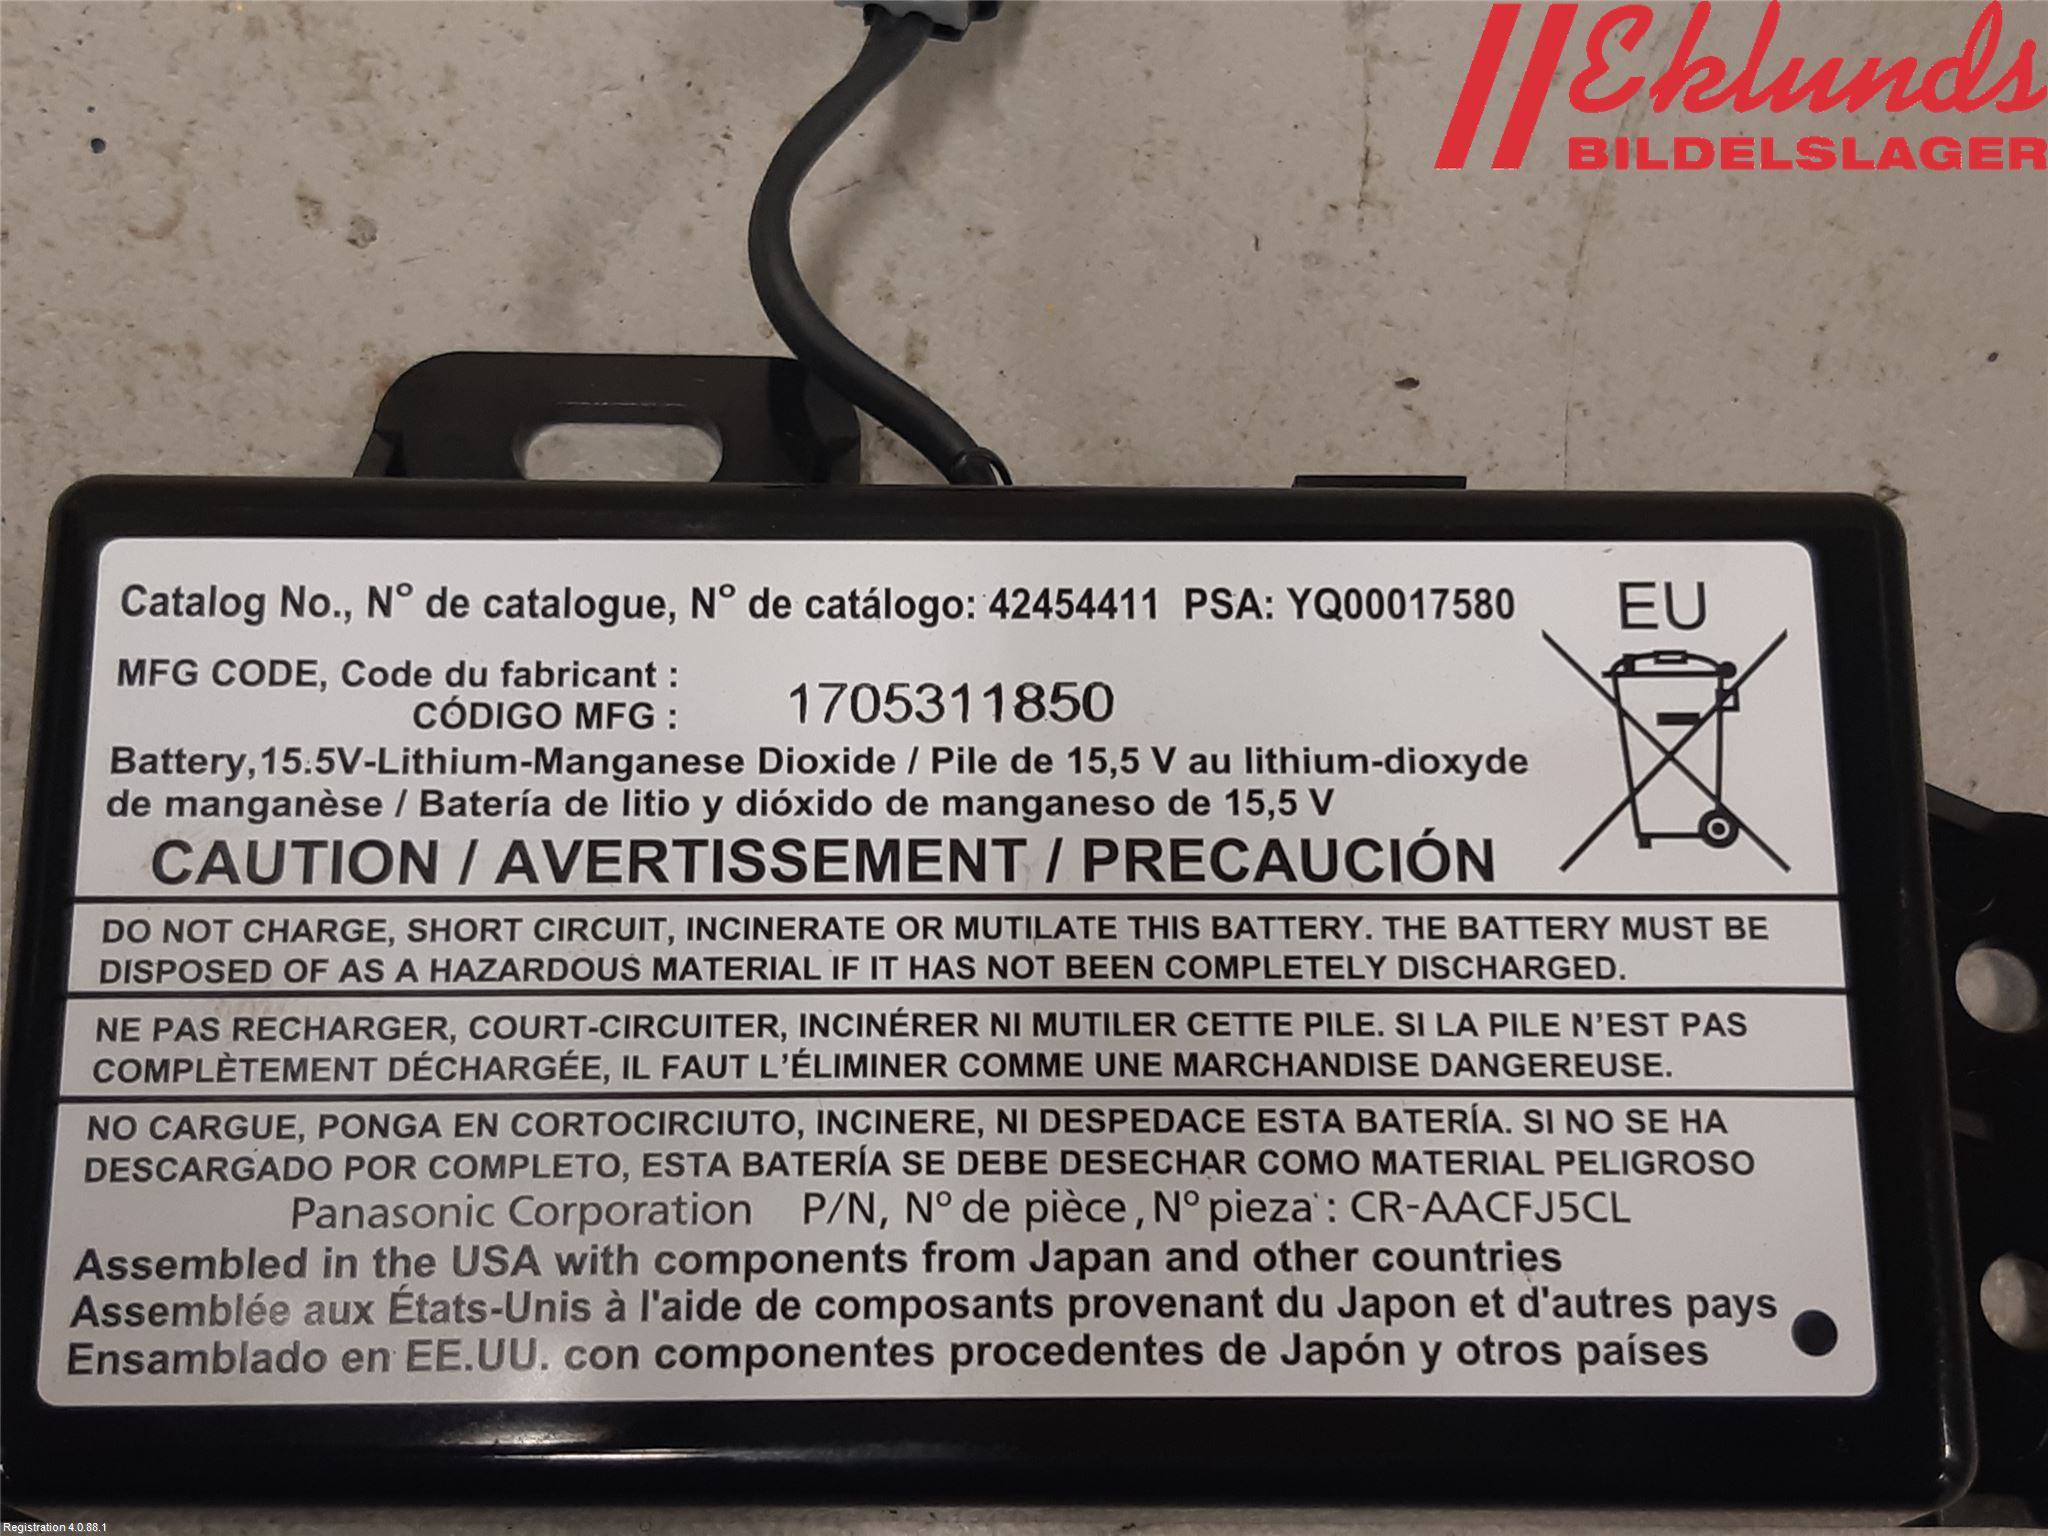 Eklunds
BILDELSLAGER
Catalog No., Nº de catalogue, Nº de catálogo: 42454411 PSA: YQ00017580
EU
MFG CODE, Code du fabricant :
CÓDIGO MFG :
1705311850
Battery,15.5V-Lithium-Manganese Dioxide / Pile de 15,5 V au lithium-dioxyde
de manganèse / Batería de litio y dióxido de manganeso de 15,5 V
CAUTION / AVERTISSEMENT / PRECAUCIÓN
DO NOT CHARGE, SHORT CIRCUIT, INCINERATE OR MUTILATE THIS BATTERY. THE BATTERY MUST BE
DISPOSED OF AS A HAZARDOUS MATERIAL IF IT HAS NOT BEEN COMPLETELY DISCHARGED.
NE PAS RECHARGER, COURT-CIRCUITER, INCINÉRER NI MUTILER CETTE PILE. SI LA PILE N'EST PAS
COMPLÈTEMENT DÉCHARGÉE, IL FAUT L'ÉLIMINER COMME UNE MARCHANDISE DANGEREUSE.
NO CARGUE, PONGA EN CORTOCIRCIUTO, INCINERE, NI DESPEDACE ESTA BATERÍA. SI NO SE HA
DESCARGADO POR COMPLETO, ESTA BATERÍA SE DEBE DESECHAR COMO MATERIAL PELIGROSO
Panasonic Corporation P/N, Nº de pièce, Nº pieza : CR-AACFJ5CL
Assembled in the USA with components from Japan and other countries
Assemblée aux États-Unis à l'aide de composants provenant du Japon et d'autres pays
Ensamblado en EE.UU. con componentes procedentes de Japón y otros países
Registration 4.0.88.1